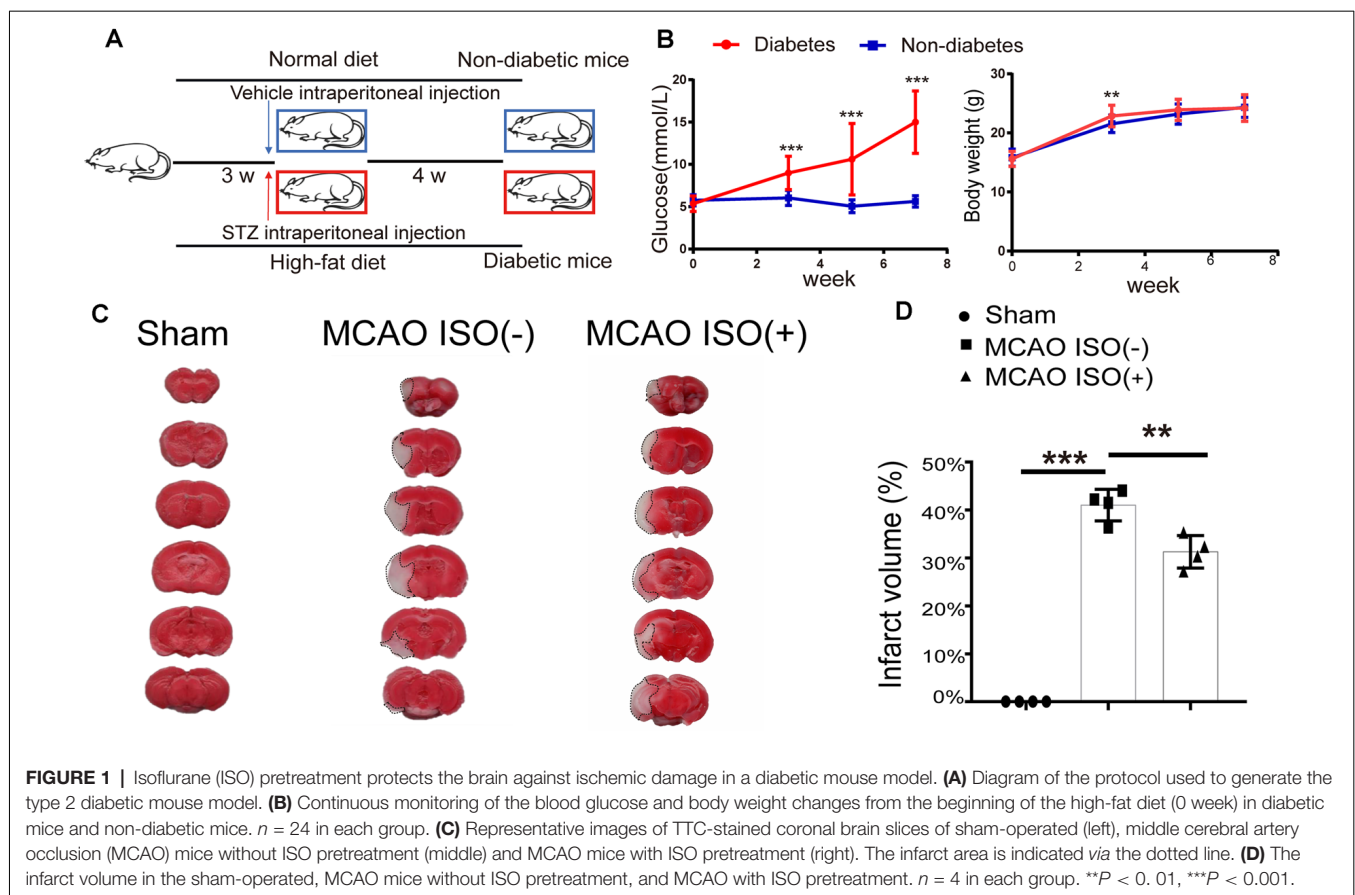 A
Normal diet
Non-diabetic mice
Vehicle intraperitoneal injection
3 w
4 w
STZ intraperitoneal injection
High-fat diet
Diabetic mice
B
Diabetes
Non-diabetes
Glucose(mmol/L)
20
15
10
5
0
***
***
***
0
2
4
6
8
week
Body weight (g)
30
20
10
0
**
0
2
4
6
8
week
C
Sham
MCAO ISO(-)
MCAO ISO(+)
D
Sham
MCAO ISO(-)
MCAO ISO(+)
Infarct volume (%)
50%
40%
30%
20%
10%
0%
***
**
FIGURE 1 | Isoflurane (ISO) pretreatment protects the brain against ischemic damage in a diabetic mouse model. (A) Diagram of the protocol used to generate the
type 2 diabetic mouse model. (B) Continuous monitoring of the blood glucose and body weight changes from the beginning of the high-fat diet (0 week) in diabetic
mice and non-diabetic mice. n = 24 in each group. (C) Representative images of TTC-stained coronal brain slices of sham-operated (left), middle cerebral artery
occlusion (MCAO) mice without ISO pretreatment (middle) and MCAO mice with ISO pretreatment (right). The infarct area is indicated via the dotted line. (D) The
infarct volume in the sham-operated, MCAO mice without ISO pretreatment, and MCAO with ISO pretreatment. n = 4 in each group. **P < 0. 01, ***P < 0.001.